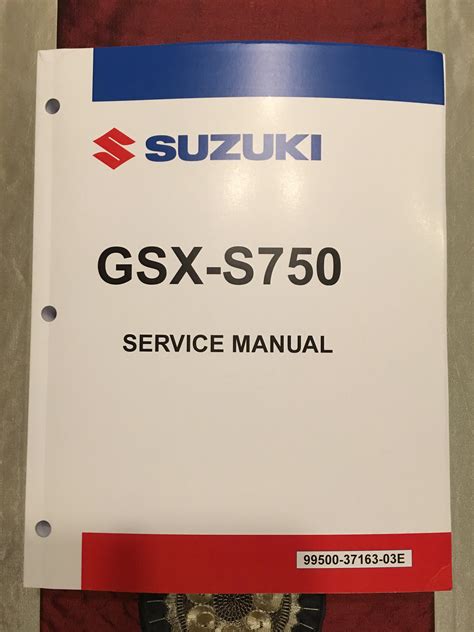 SUZUKI
GSX-S750
SERVICE MANUAL
99500-37163-03E